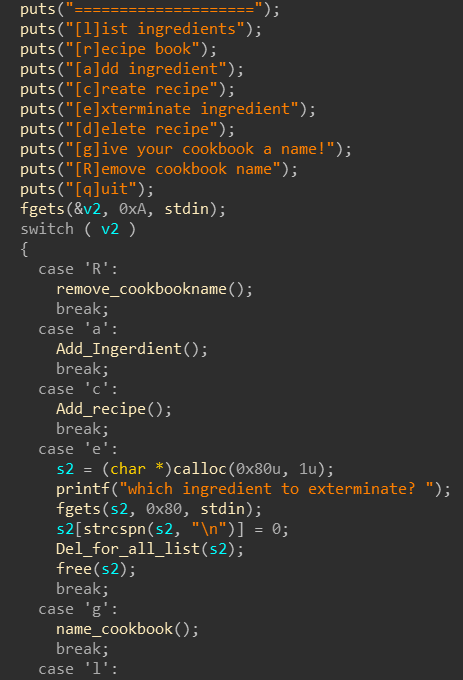 puts("====================");
puts("[l]ist ingredients");
puts("[r]ecipe book");
puts("[a]dd ingredient");
puts("[c]reate recipe");
puts("[e]xterminate ingredient");
puts("[d]elete recipe");
puts("[g]ive your cookbook a name!");
puts("[R]emove cookbook name");
puts("[q]uit");
fgets(&v2, 0xA, stdin);
switch ( v2 )
{
case 'R':
remove_cookbookname();
break;
case 'a':
Add_Ingerdient();
break;
case 'c':
Add_recipe();
break;
case 'e':
s2 = (char *)calloc(0x80u, 1u);
printf("which ingredient to exterminate? ");
fgets(s2, 0x80, stdin);
s2[strcspn(s2, "\n")] = 0;
Del_for_all_list(s2);
free(s2);
break;
case 'g':
name_cookbook();
break;
case 'l':